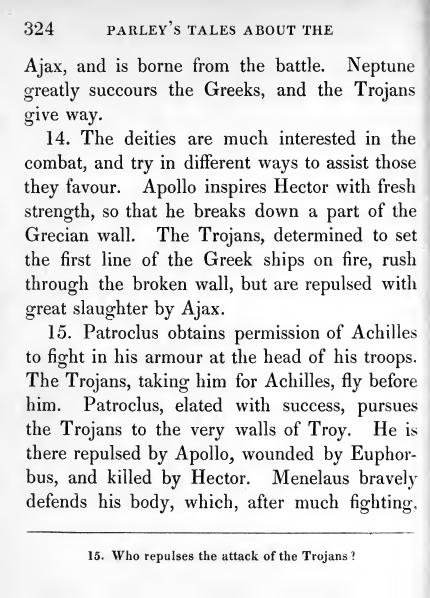 324 PARLEY'S TALES ABOUT THE
Ajax, and is borne from the battle. Neptune
greatly succours the Greeks, and the Trojans
give way.
14. The deities are much interested in the
combat, and try in different ways to assist those
they favour. Apollo inspires Hector with fresh
strength, so that he breaks down a part of the
Grecian wall. The Trojans, determined to set
the first line of the Greek ships on fire, rush
through the broken wall, but are repulsed with
great slaughter by Ajax.
15. Patroclus obtains permission of Achilles
to fight in his armour at the head of his troops.
The Trojans, taking him for Achilles, fly before
him. Patroclus, elated with success, pursues
the Trojans to the very walls of Troy. He is
there repulsed by Apollo, wounded by Euphor-
bus, and killed by Hector. Menelaus bravely
defends his body, which, after much fighting,
15. Who repulses the attack of the Trojans?